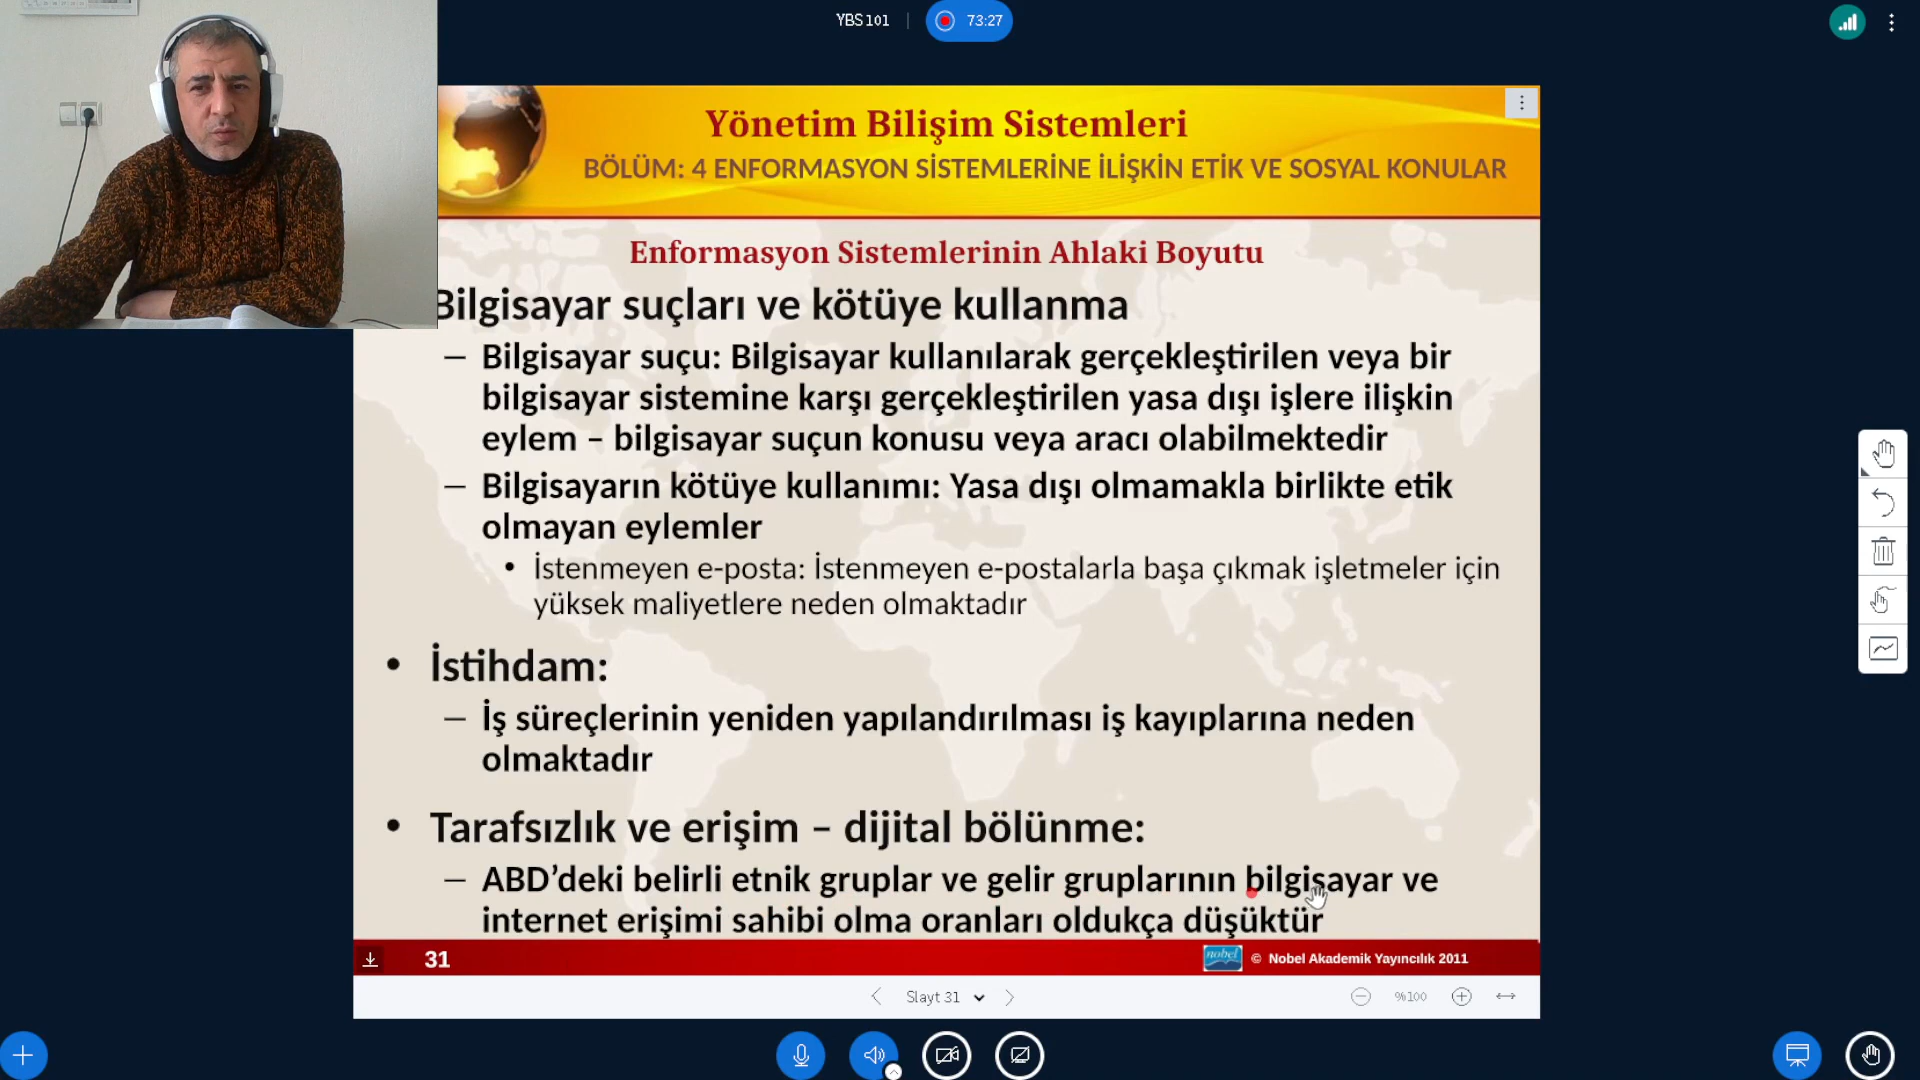 YBS 101
73:27
Yönetim Bilişim Sistemleri
BÖLÜM: 4 ENFORMASYON SİSTEMLERİNE İLİŞKİN ETİK VE SOSYAL KONULAR
Enformasyon Sistemlerinin Ahlaki Boyutu
Bilgisayar suçları ve kötüye kullanma
– Bilgisayar suçu: Bilgisayar kullanılarak gerçekleştirilen veya bir
bilgisayar sistemine karşı gerçekleştirilen yasa dışı işlere ilişkin
eylem – bilgisayar suçun konusu veya aracı olabilmektedir
– Bilgisayarın kötüye kullanımı: Yasa dışı olmamakla birlikte etik
olmayan eylemler
• İstenmeyen e-posta: İstenmeyen e-postalarla başa çıkmak işletmeler için
yüksek maliyetlere neden olmaktadır
• İstihdam:
– İş süreçlerinin yeniden yapılandırılması iş kayıplarına neden
olmaktadır
• Tarafsızlık ve erişim – dijital bölünme:
– ABD’deki belirli etnik gruplar ve gelir gruplarının bilgisayar ve
internet erişimi sahibi olma oranları oldukça düşüktür
31
nobel
© Nobel Akademik Yayıncılık 2011
Slayt 31
%100